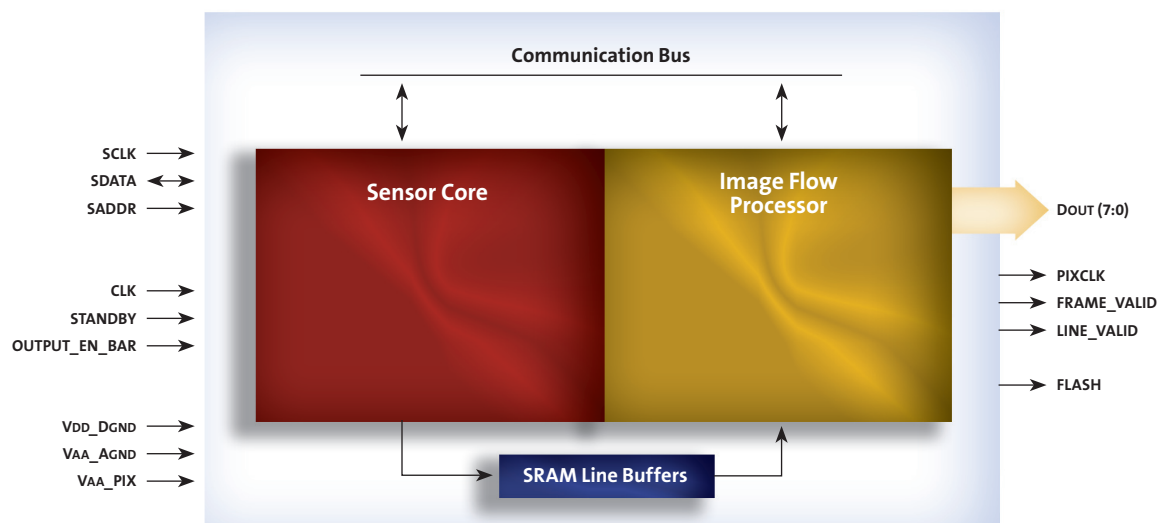 Communication Bus
SCLK
SDATA
SADDR
CLK
STANDBY
OUTPUT_EN_BAR
VDD_DGND
VAA_AGND
VAA_PIX
Sensor Core
Image Flow
Processor
SRAM Line Buffers
DOUT (7:0)
PIXCLK
FRAME_VALID
LINE_VALID
FLASH